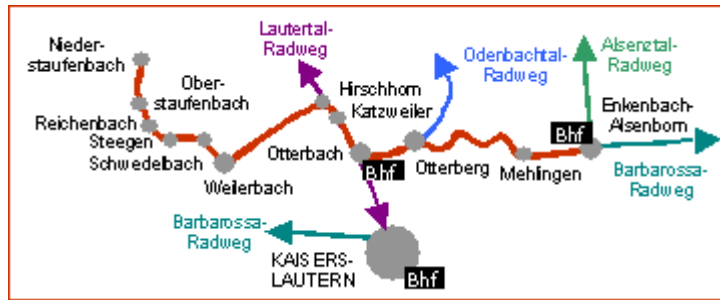 Lautertal-
Radweg
Alsenztal-
Radweg
Nieder-
staufenbach
Odenbachtal-
Radweg
Ober-
staufenbach
Hirschhorn
Katzweiler
Enkenbach-
Alsenborn
Reichenbach
Steegen
Schwedelbach
Otterbach
Bhf
Bhf
Otterberg
Mehlingen
Barbarossa-
Radweg
Weilerbach
Barbarossa-
Radweg
KAISERS-
LAUTERN
Bhf